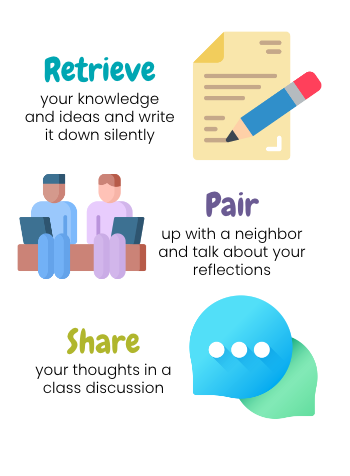 Retrieve
your knowledge
and ideas and write
it down silently
Pair
up with a neighbor
and talk about your
reflections
Share
your thoughts in a
class discussion